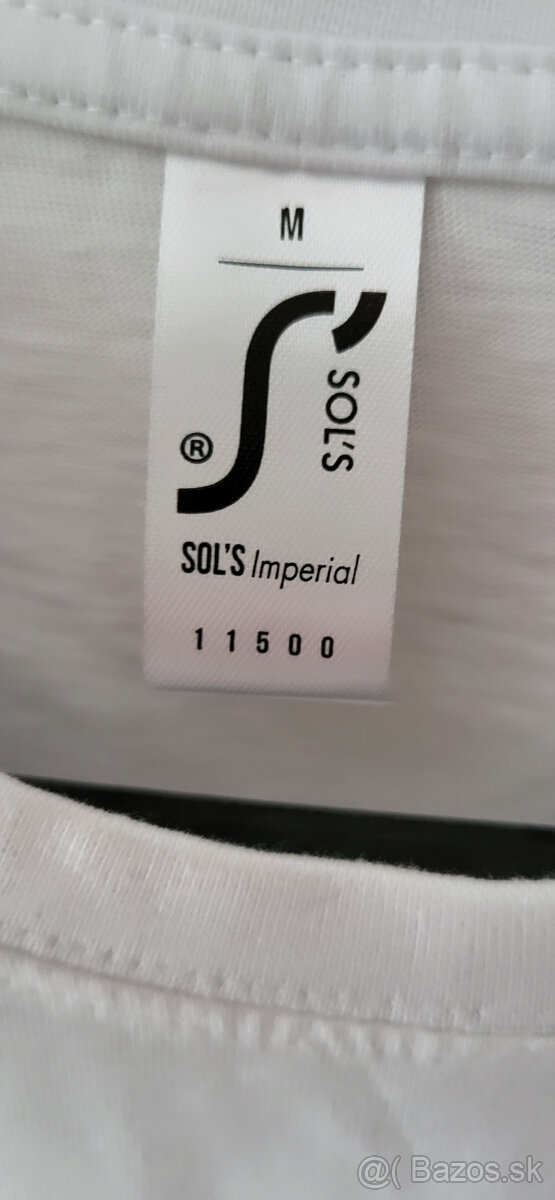 M
SOL'S
®
SOL'S Imperial
11500
@( Bazos.sk